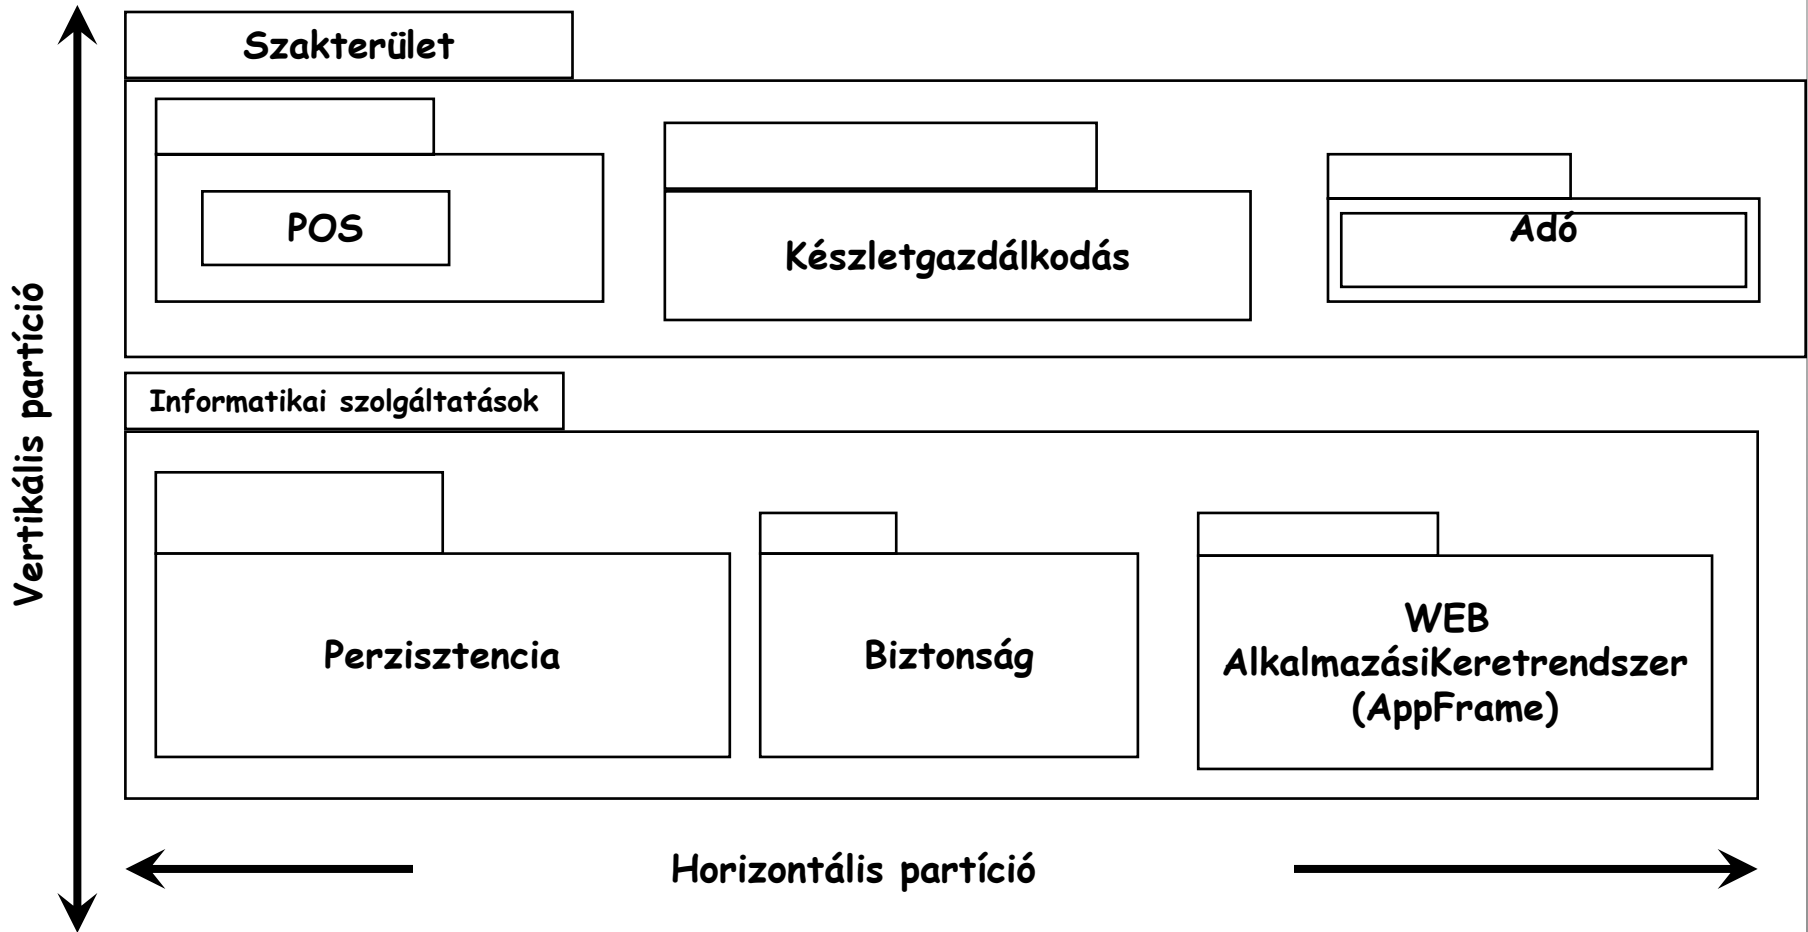 Szakterület
POS
Készletgazdálkodás
Adó
Vertikális partíció
Informatikai szolgáltatások
Perzisztencia
Biztonság
WEB
AlkalmazásiKeretrendszer
(AppFrame)
Horizontális partíció